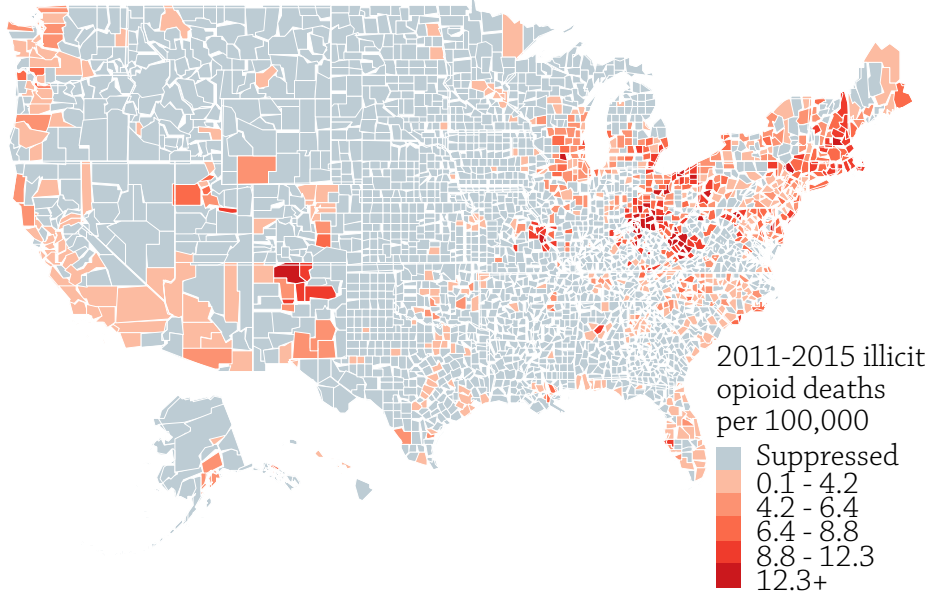 2011-2015 illicit
opioid deaths
per 100,000
Suppressed
0.1 - 4.2
4.2 - 6.4
6.4 - 8.8
8.8 - 12.3
12.3+